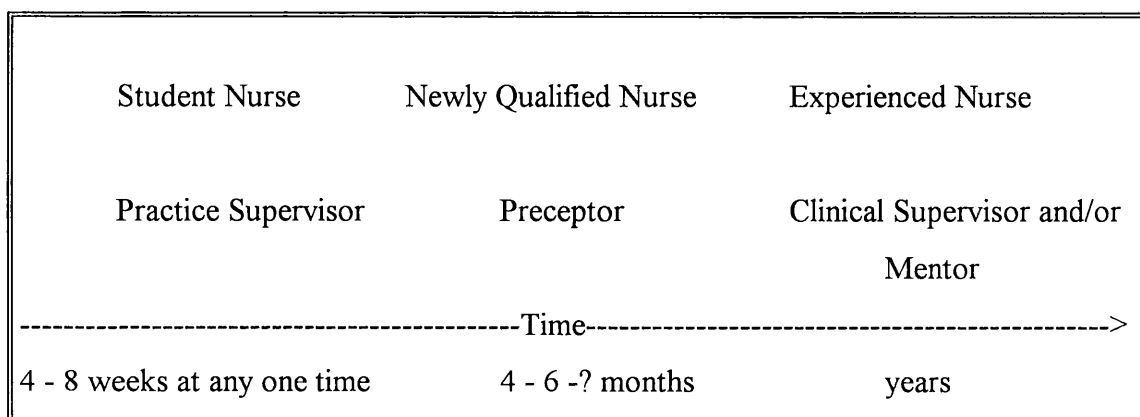 Student Nurse Newly Qualified Nurse Experienced Nurse
Practice Supervisor Preceptor Clinical Supervisor and/or
Mentor
-----------------------------------------------Time------------------------------------------------>
4 - 8 weeks at any one time 4 - 6 -? months years